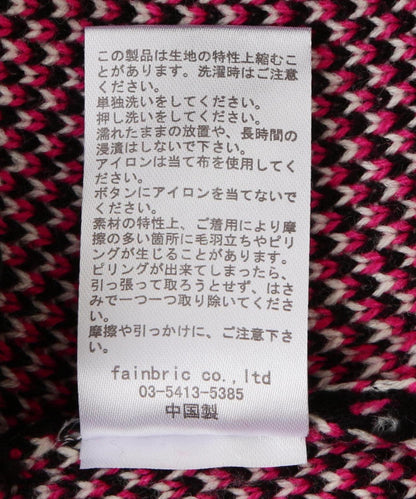 この製品は生地の特性上縮むこ
とがあります。洗濯時はご注意
ください。
単独洗いをしてください。
押し洗いをしてください。
濡れたままの放置や、長時間の
浸漬はしないで下さい。
アイロンは当て布を使用してく
ださい。
ボタンにアイロンを当てないで
ください。
素材の特性上、ご着用により摩
擦の多い箇所に毛羽立ちやピリ
ングが生じることがあります。
ピリングが出来てしまったら、
引っ張って取ろうとせず、はさ
みで一つ一つ取り除いてくださ
い。
摩擦や引っかけに、ご注意下さ
い。
fainbric co.,ltd
03-5413-5385
中国製